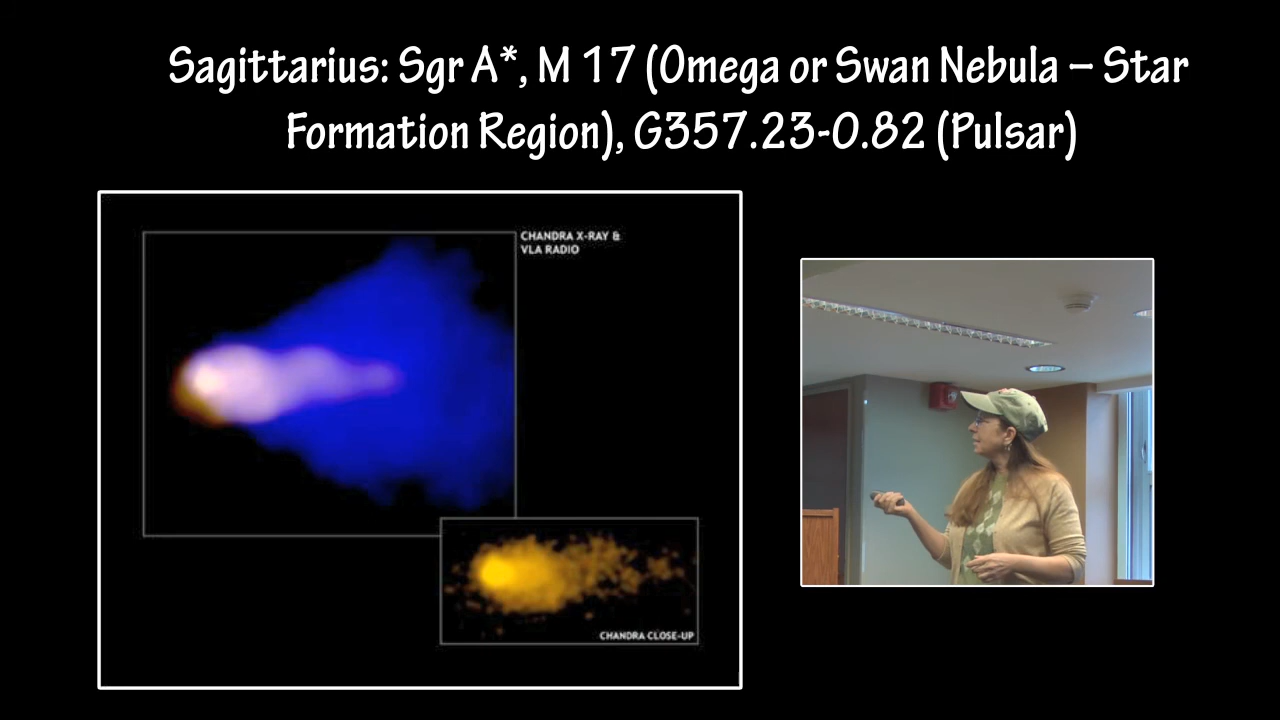 Sagittarius: Sgr A*, M 17 (Omega or Swan Nebula – Star
Formation Region), G357.23-0.82 (Pulsar)
CHANDRA X-RAY &
VLA RADIO
CHANDRA CLOSE-UP